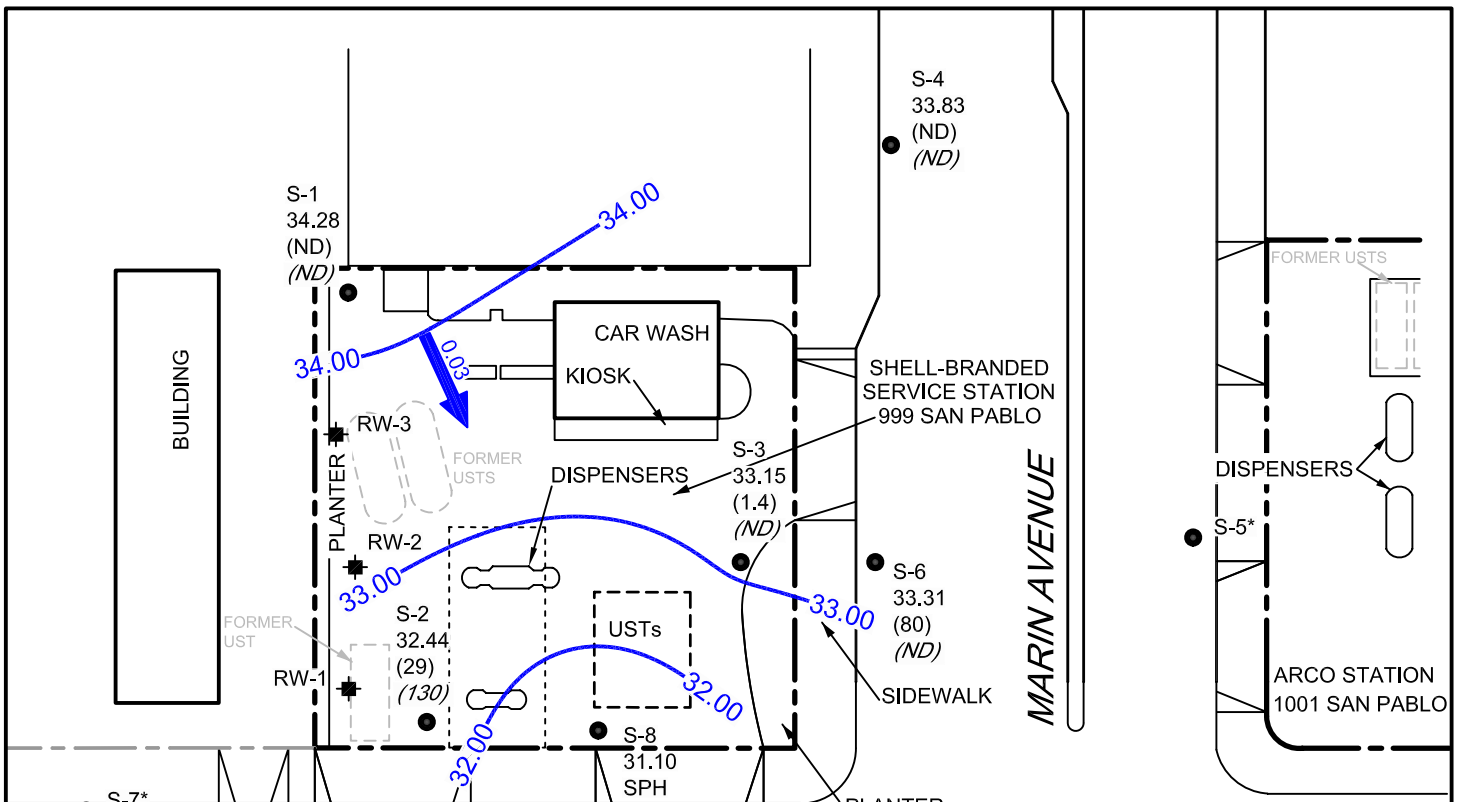 S-4
33.83
(ND)
(ND)
S-1
34.28
(ND)
(ND)
34.00
34.00
0.03
BUILDING
CAR WASH
KIOSK
SHELL-BRANDED
SERVICE STATION
999 SAN PABLO
FORMER USTS
RW-3
PLANTER
FORMER
USTS
DISPENSERS
S-3
33.15
(1.4)
(ND)
MARIN AVENUE
DISPENSERS
S-5*
RW-2
33.00
33.00
S-6
33.31
(80)
(ND)
S-2
32.44
(29)
(130)
FORMER
UST
RW-1
USTs
32.00
32.00
SIDEWALK
ARCO STATION
1001 SAN PABLO
S-8
31.10
SPH
S-7*
PLANTER